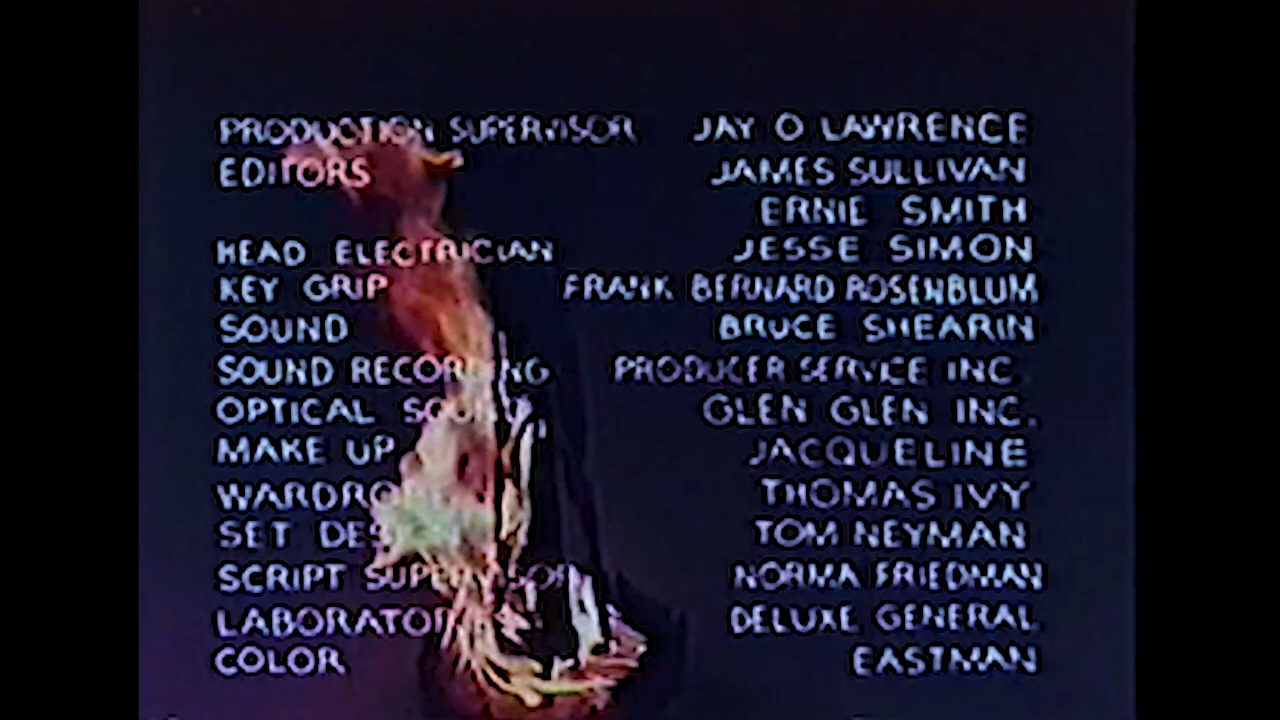 PRODUCTION SUPERVISOR JAY O LAWRENCE
EDITORS JAMES SULLIVAN
ERNIE SMITH
HEAD ELECTRICIAN JESSE SIMON
KEY GRIP FRANK BERNARD ROSENBLUM
SOUND BRUCE SHEARIN
SOUND RECORDING PRODUCER SERVICE INC.
OPTICAL SOUND GLEN GLEN INC.
MAKE UP JACQUELINE
WARDROBE THOMAS IVY
SET DES TOM NEYMAN
SCRIPT SUPERVISOR NORMA FRIEDMAN
LABORATORY DELUXE GENERAL
COLOR EASTMAN